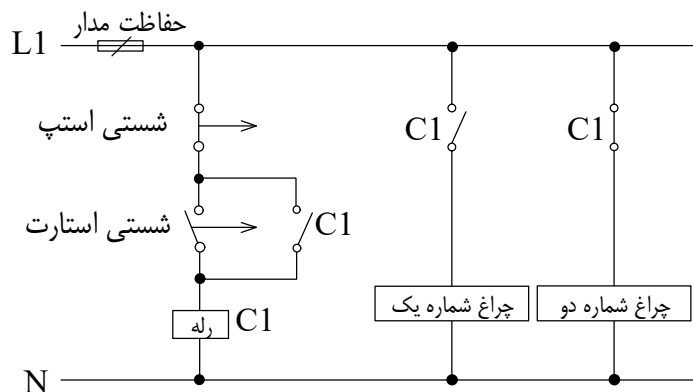 حفاظت مدار
L1
شستی استپ
C1
C1
شستی استارت
C1
چراغ شماره یک
چراغ شماره دو
رله
C1
N